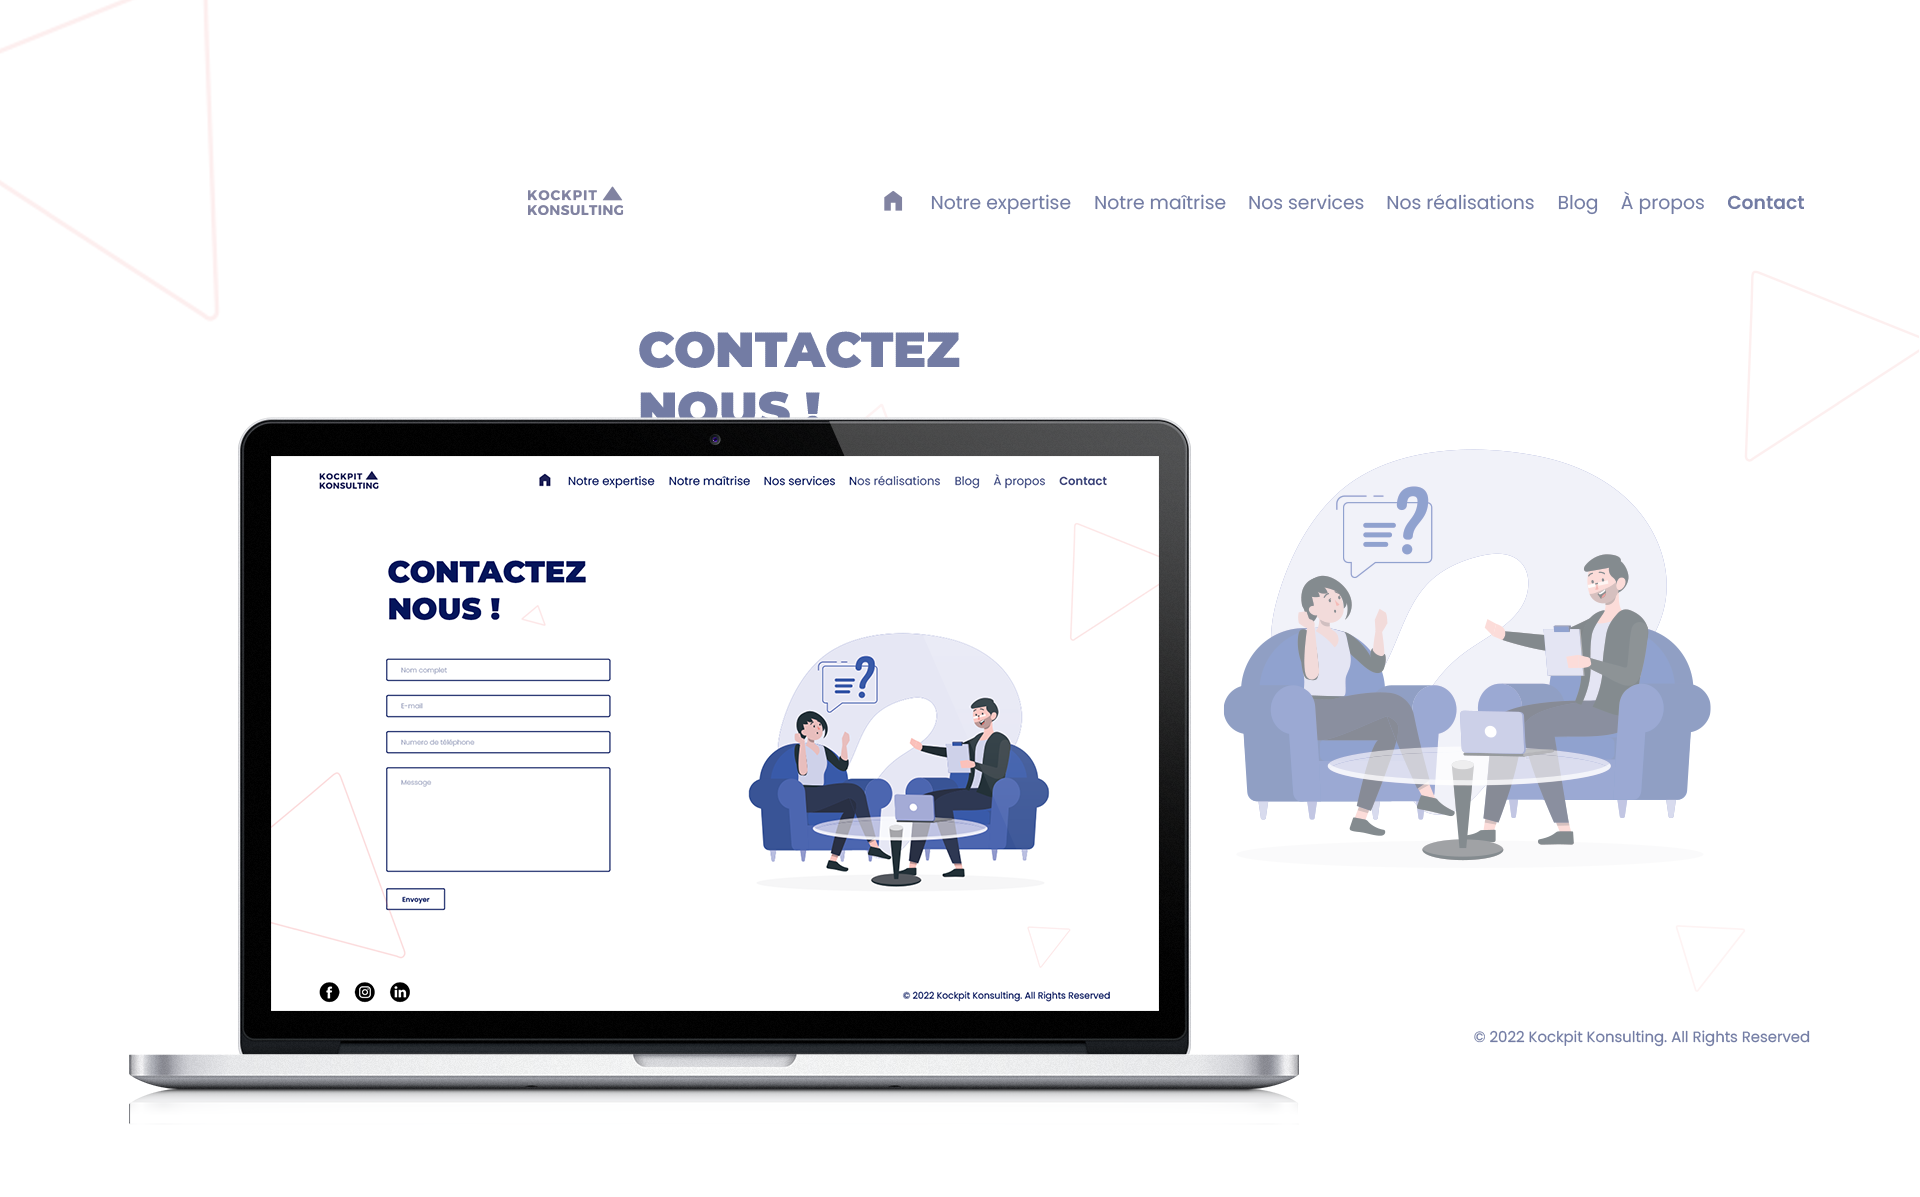 KOCKPIT
KONSULTING
Notre expertise Notre maîtrise Nos services Nos réalisations Blog À propos Contact
CONTACTEZ
NOUS !
KOCKPIT
KONSULTING
Notre expertise Notre maîtrise Nos services Nos réalisations Blog À propos Contact
CONTACTEZ
NOUS !
?
?
Nom complet
E-mail
Numero de téléphone
Message
Envoyer
© 2022 Kockpit Konsulting. All Rights Reserved
© 2022 Kockpit Konsulting. All Rights Reserved